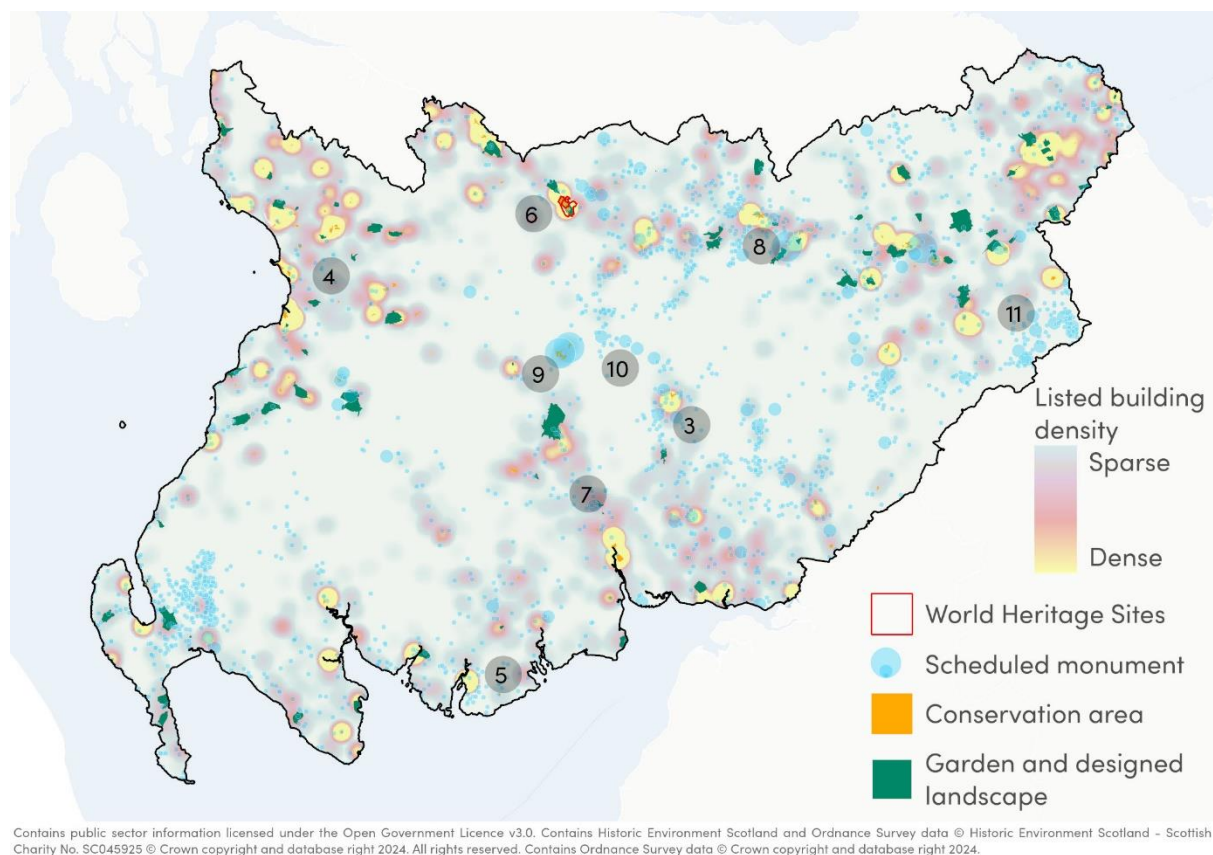 6
8
4
11
9
10
3
7
5
Listed building
density
Sparse
Dense
World Heritage Sites
Scheduled monument
Conservation area
Garden and designed
landscape
Contains public sector information licensed under the Open Government Licence v3.0. Contains Historic Environment Scotland and Ordnance Survey data © Historic Environment Scotland - Scottish
Charity No. SC045925 © Crown copyright and database right 2024. All rights reserved. Contains Ordnance Survey data © Crown copyright and database right 2024.